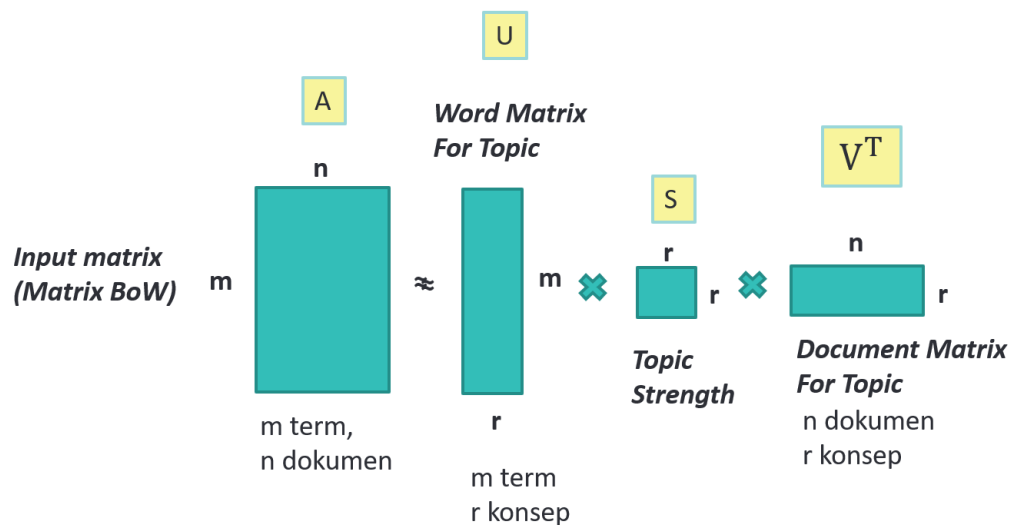 U
A
Word Matrix
For Topic
V^T
n
S
r
n
Input matrix
(Matrix BoW)
m
≈
m
r
r
Topic
Strength
Document Matrix
For Topic
m term,
n dokumen
r
n dokumen
r konsep
m term
r konsep